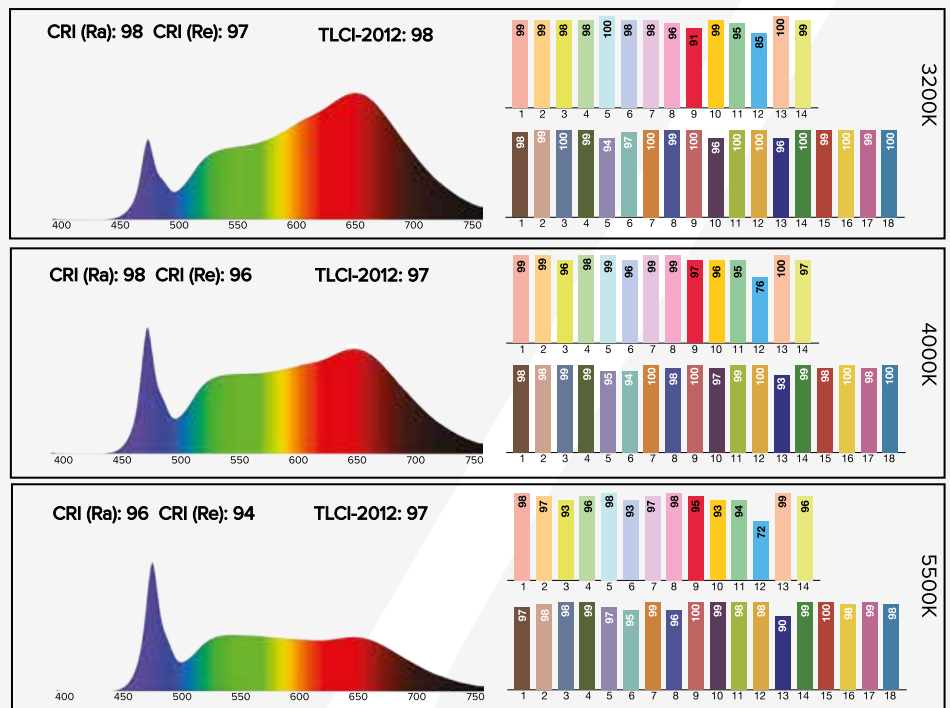 CRI (Ra): 98 CRI (Re): 97 TLCI-2012: 98
99 99 98 98 100 98 98 96 91 99 95 85 100 99
1 2 3 4 5 6 7 8 9 10 11 12 13 14
98 99 100 99 94 97 100 99 100 96 100 100 96 100 99 100 99 100
1 2 3 4 5 6 7 8 9 10 11 12 13 14 15 16 17 18
400 450 500 550 600 650 700 750
3200K
CRI (Ra): 98 CRI (Re): 96 TLCI-2012: 97
99 99 96 98 99 96 99 99 97 96 95 76 100 97
1 2 3 4 5 6 7 8 9 10 11 12 13 14
98 98 99 99 95 94 100 98 100 97 99 100 93 99 98 100 98 100
1 2 3 4 5 6 7 8 9 10 11 12 13 14 15 16 17 18
400 450 500 550 600 650 700 750
4000K
CRI (Ra): 96 CRI (Re): 94 TLCI-2012: 97
98 97 93 96 98 93 97 98 95 93 94 72 99 96
1 2 3 4 5 6 7 8 9 10 11 12 13 14
97 98 98 99 97 95 99 96 100 99 98 98 90 99 100 98 99 98
1 2 3 4 5 6 7 8 9 10 11 12 13 14 15 16 17 18
400 450 500 550 600 650 700 750
5500K